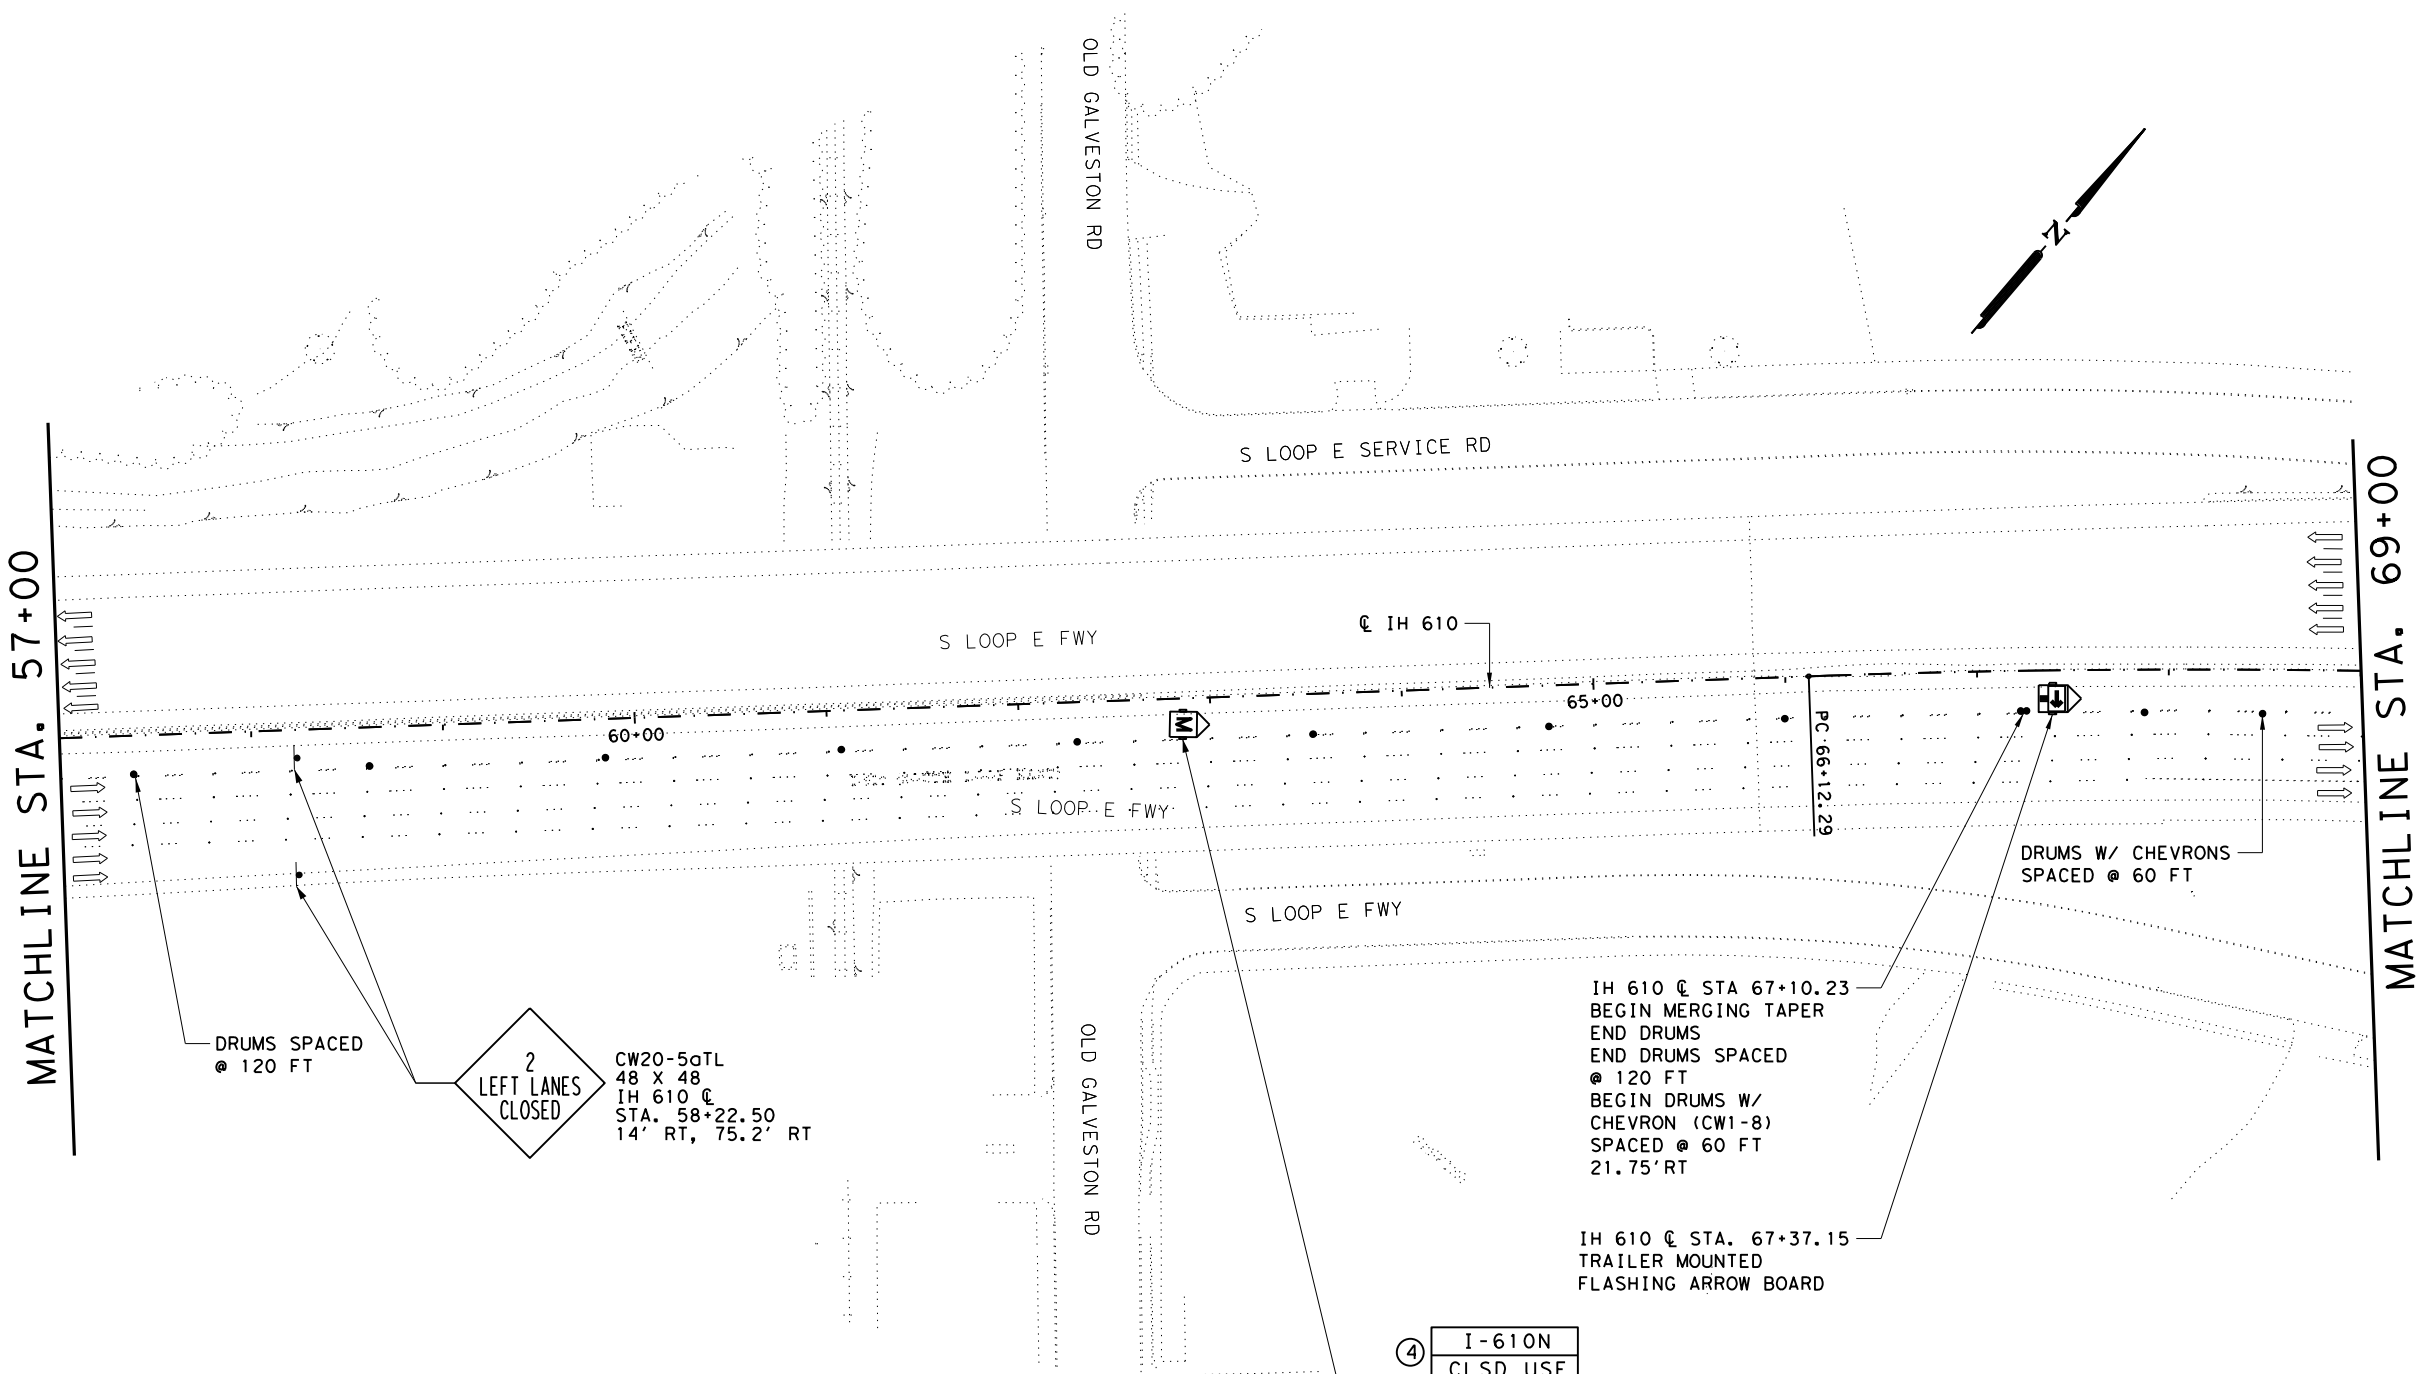 OLD GALVESTON RD
N
S LOOP E SERVICE RD
MATCHLINE STA. 57+00
MATCHLINE STA. 69+00
℄ IH 610
S LOOP E FWY
60+00
65+00
M
PC 66+12.29
S LOOP E FWY
S LOOP E FWY
DRUMS W/ CHEVRONS
SPACED @ 60 FT
DRUMS SPACED
@ 120 FT
2
LEFT LANES
CLOSED
CW20-5aTL
48 X 48
IH 610 ℄
STA. 58+22.50
14' RT, 75.2' RT
OLD GALVESTON RD
IH 610 ℄ STA 67+10.23
BEGIN MERGING TAPER
END DRUMS
END DRUMS SPACED
@ 120 FT
BEGIN DRUMS W/
CHEVRON (CW1-8)
SPACED @ 60 FT
21.75'RT
IH 610 ℄ STA. 67+37.15
TRAILER MOUNTED
FLASHING ARROW BOARD
4
I-610N
CLSD USE